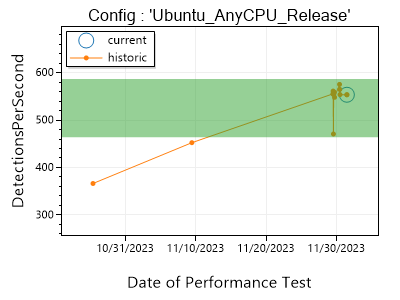 Config : 'Ubuntu_AnyCPU_Release'
current
historic
DetectionsPerSecond
600
500
400
300
10/31/2023 11/10/2023 11/20/2023 11/30/2023
Date of Performance Test